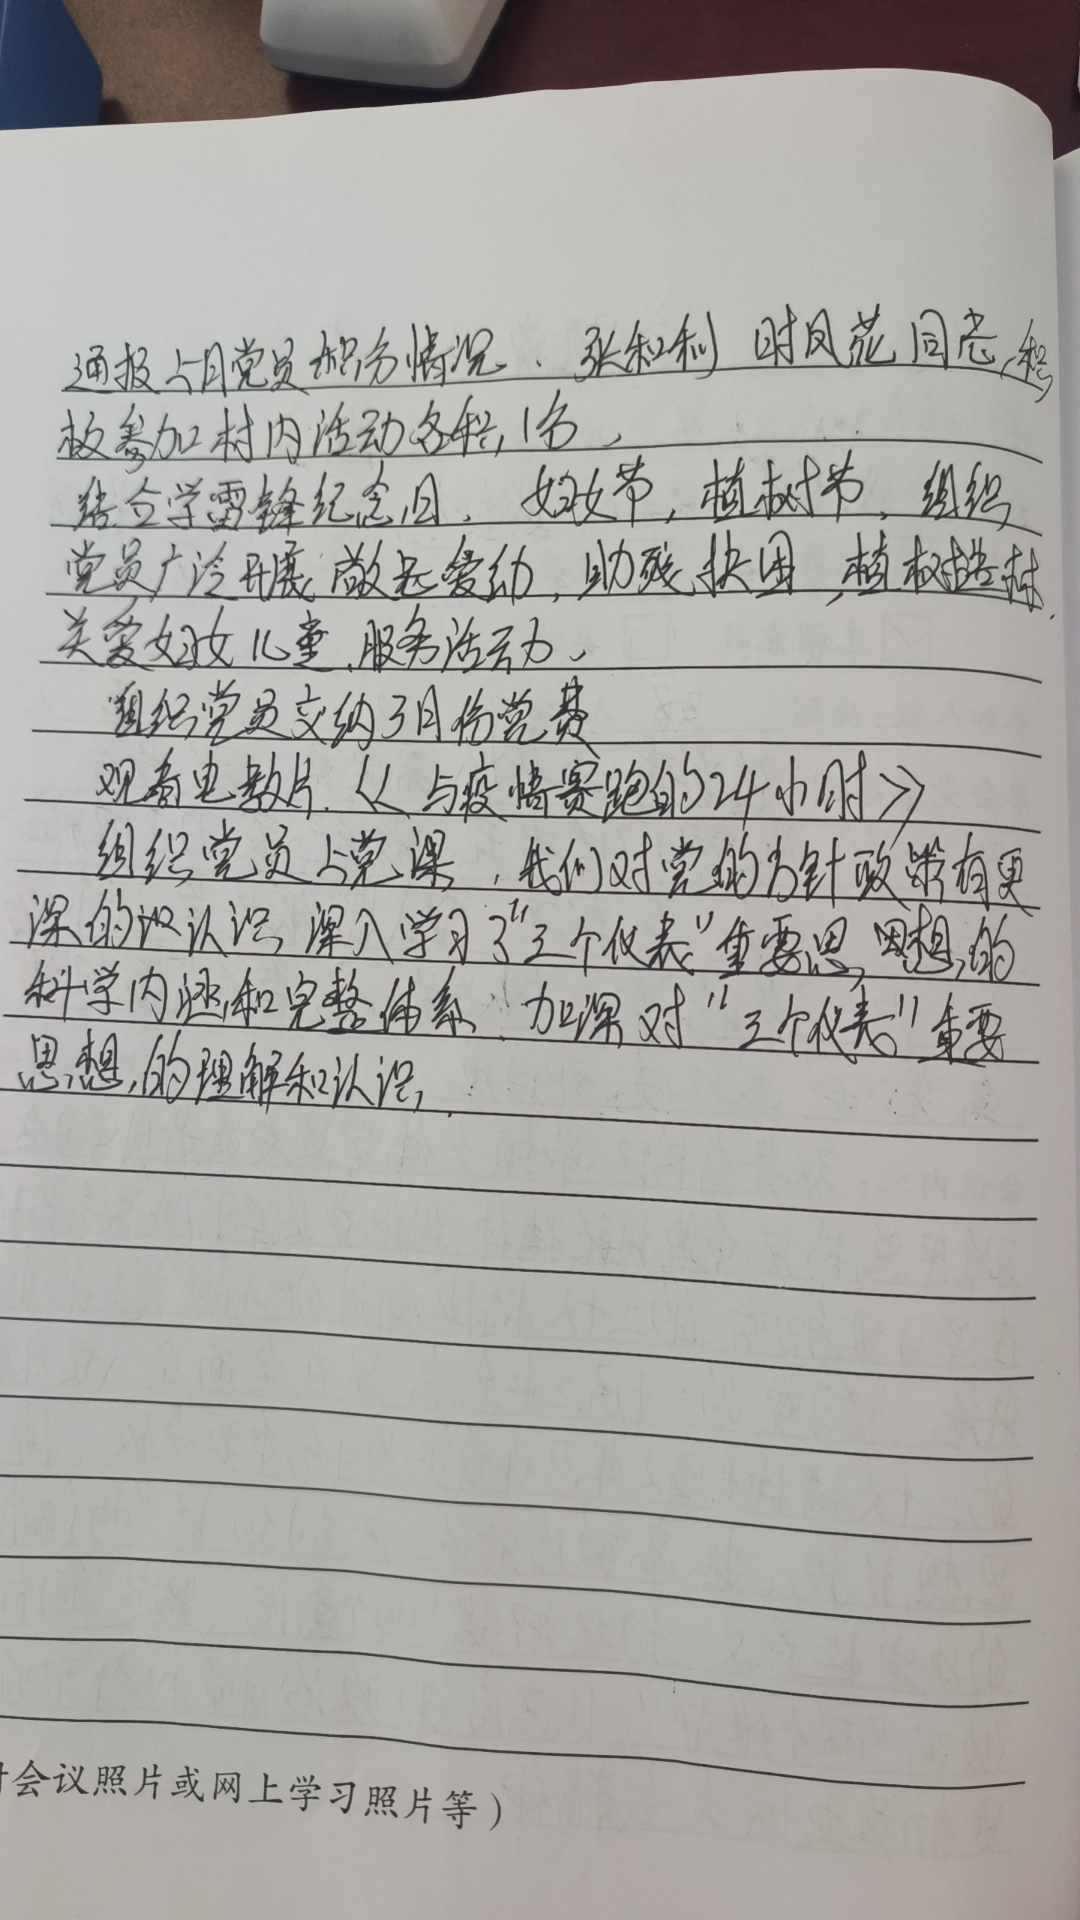 通报上月党员积分情况、张和利 时凤花同志,积
极参加村内活动各积1分、
结合学雷锋纪念日、妇女节,植树节、组织
党员广泛开展敬老爱幼、助残扶困,植树造林、
关爱妇女儿童、服务活动、
组织党员交纳3月份党费
观看电教片.《与疫情赛跑的24小时》
组织党员上党课,我们对党的方针政策有更
深的认识,深入学习了"三个代表"重要思,思想的
科学内涵和完整体系、加深对"三个代表"重要
思想的理解和认识,
会议照片或网上学习照片等)